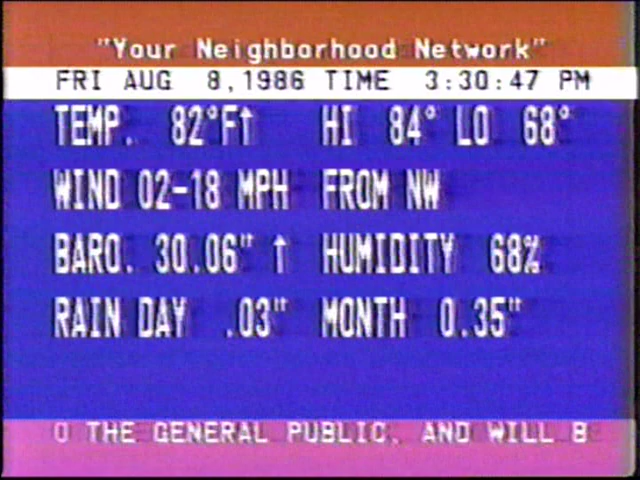 "Your Neighborhood Network"
FRI AUG 8,1986 TIME 3:30:47 PM
TEMP. 82°F↑ HI 84° LO 68°
WIND 02-18 MPH FROM NW
BARO. 30.06" ↑ HUMIDITY 68%
RAIN DAY .03" MONTH 0.35"
O THE GENERAL PUBLIC, AND WILL B